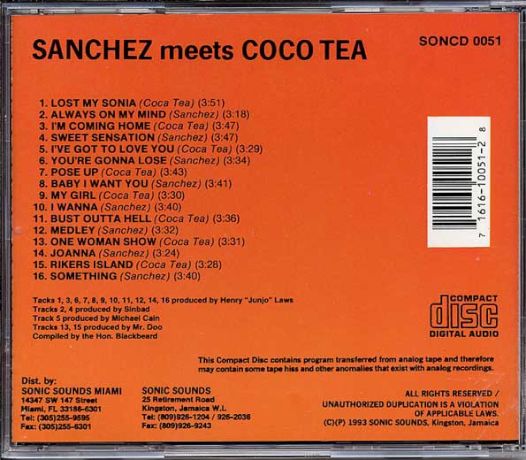 SANCHEZ meets COCO TEA
SONCD 0051
1. LOST MY SONIA (Coca Tea) (3:51)
2. ALWAYS ON MY MIND (Sanchez) (3:18)
3. I'M COMING HOME (Coca Tea) (3:47)
4. SWEET SENSATION (Sanchez) (3:47)
5. I'VE GOT TO LOVE YOU (Coca Tea) (3:29)
6. YOU'RE GONNA LOSE (Sanchez) (3:34)
7. POSE UP (Coca Tea) (3:43)
8. BABY I WANT YOU (Sanchez) (3:41)
9. MY GIRL (Coca Tea) (3:30)
10. I WANNA (Sanchez) (3:40)
11. BUST OUTTA HELL (Coca Tea) (3:36)
12. MEDLEY (Sanchez) (3:32)
13. ONE WOMAN SHOW (Coca Tea) (3:31)
14. JOANNA (Sanchez) (3:24)
15. RIKERS ISLAND (Coca Tea) (3:28)
16. SOMETHING (Sanchez) (3:40)
7 16161-10051-2 8
Tacks 1, 3, 6, 7, 8, 9, 10, 11, 12, 14, 16 produced by Henry "Junjo" Laws
Tracks 2, 4 produced by Sinbad
Track 5 produced by Michael Cain
Tracks 13, 15 produced by Mr. Doo
Compiled by the Hon. Blackbeard
COMPACT
disc
DIGITAL AUDIO
This Compact Disc contains program transferred from analog tape and therefore
may contain some tape hiss and other anomalies that exist with analog recordings.
Dist. by:
SONIC SOUNDS MIAMI
14347 SW 147 Street
Miami, FL 33186-6301
Tel: (305)255-9595
Fax: (305)255-6301
SONIC SOUNDS
25 Retirement Road
Kingston, Jamaica W.I.
Tel: (809)926-1204 / 926-2036
Fax: (809)926-9243
ALL RIGHTS RESERVED /
UNAUTHORIZED DUPLICATION IS A VIOLATION
OF APPLICABLE LAWS.
(C)(P) 1993 SONIC SOUNDS, Kingston, Jamaica